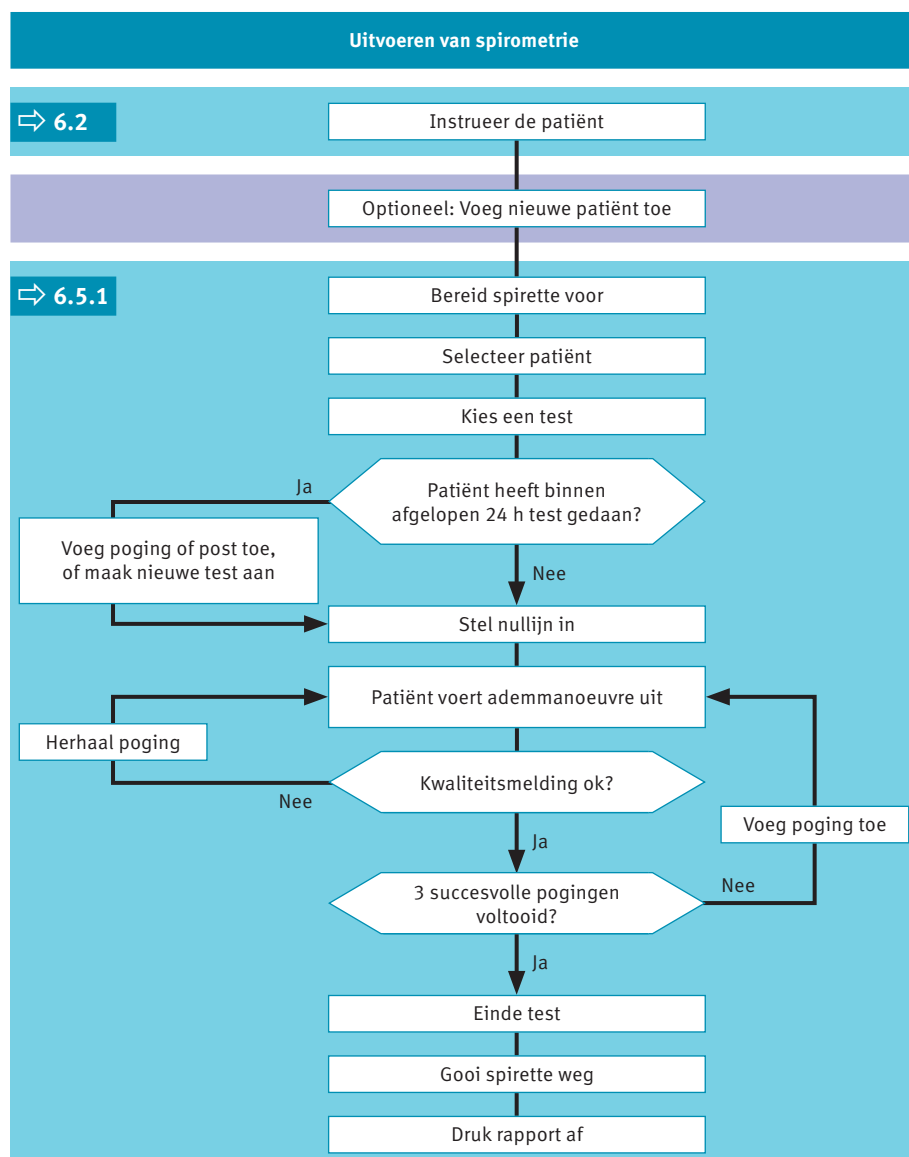 Uitvoeren van spirometrie
⇨ 6.2
Instrueer de patiënt
Optioneel: Voeg nieuwe patiënt toe
⇨ 6.5.1
Bereid spirette voor
Selecteer patiënt
Kies een test
Ja
Patiënt heeft binnen
afgelopen 24 h test gedaan?
Voeg poging of post toe,
of maak nieuwe test aan
Nee
Stel nullijn in
Patiënt voert ademmanoeuvre uit
Herhaal poging
Kwaliteitsmelding ok?
Nee
Voeg poging toe
Ja
3 succesvolle pogingen
voltooid?
Nee
Ja
Einde test
Gooi spirette weg
Druk rapport af